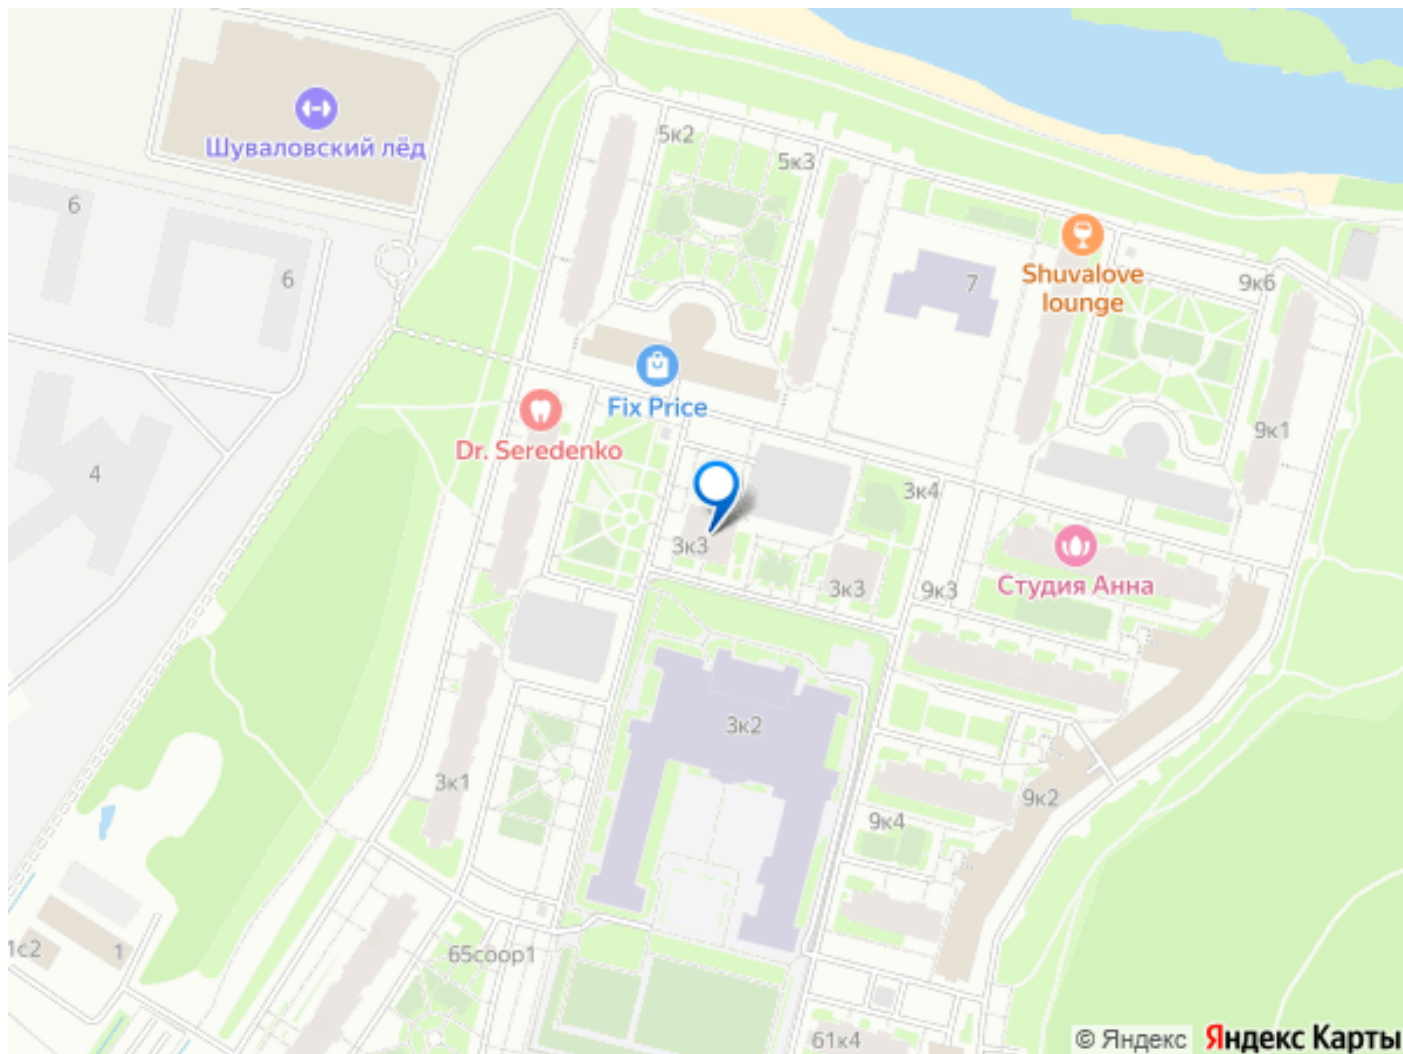 5к2
5к3
Шуваловский лёд
6
6
7
Shuvalove
lounge
9к6
Fix Price
Dr. Seredenko
9к1
4
3к4
3к3
3к3
9к3
Студия Анна
3к2
3к1
9к2
9к4
1с2
1
65соор1
61к4
© Яндекс Яндекс Карты